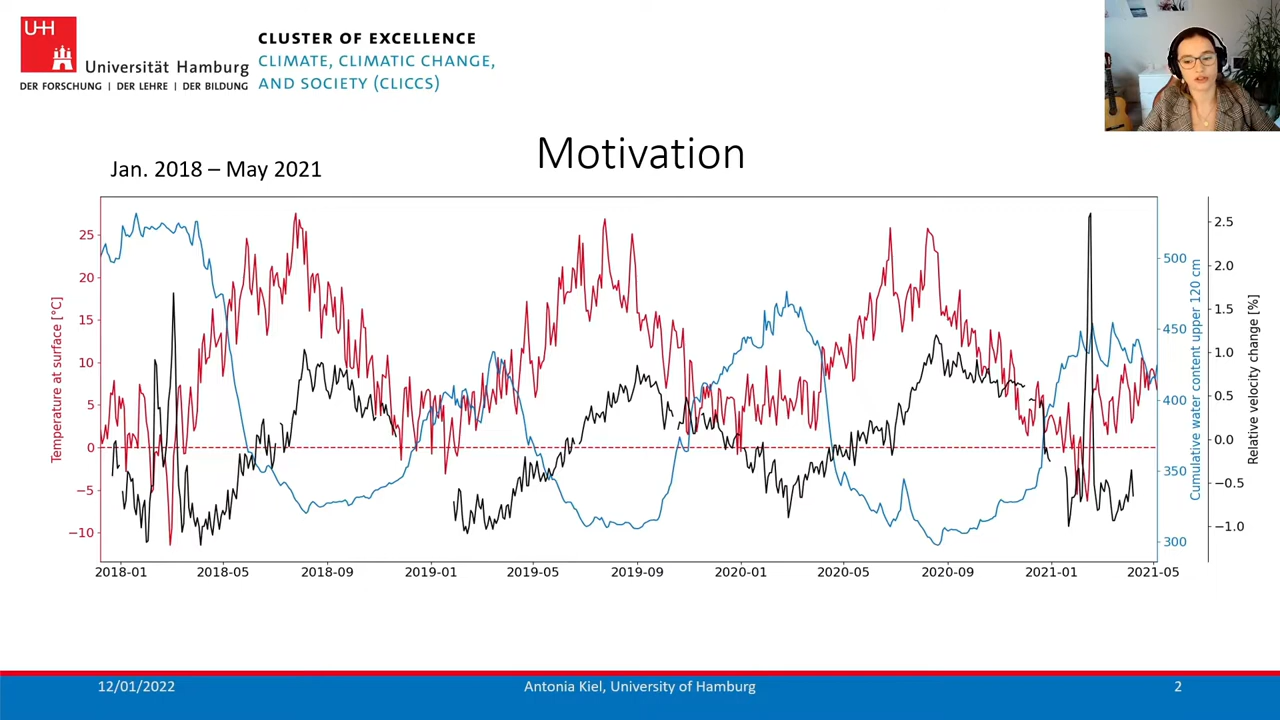 U+H
Universität Hamburg
DER FORSCHUNG | DER LEHRE | DER BILDUNG
CLUSTER OF EXCELLENCE
CLIMATE, CLIMATIC CHANGE,
AND SOCIETY (CLICCS)
Motivation
Jan. 2018 – May 2021
Temperature at surface [°C]
25
20
15
10
5
0
−5
−10
2018-01
2018-05
2018-09
2019-01
2019-05
2019-09
2020-01
2020-05
2020-09
2021-01
2021-05
500
450
400
350
300
Cumulative water content upper 120 cm
2.5
2.0
1.5
1.0
0.5
0.0
−0.5
−1.0
Relative velocity change [%]
12/01/2022
Antonia Kiel, University of Hamburg
2